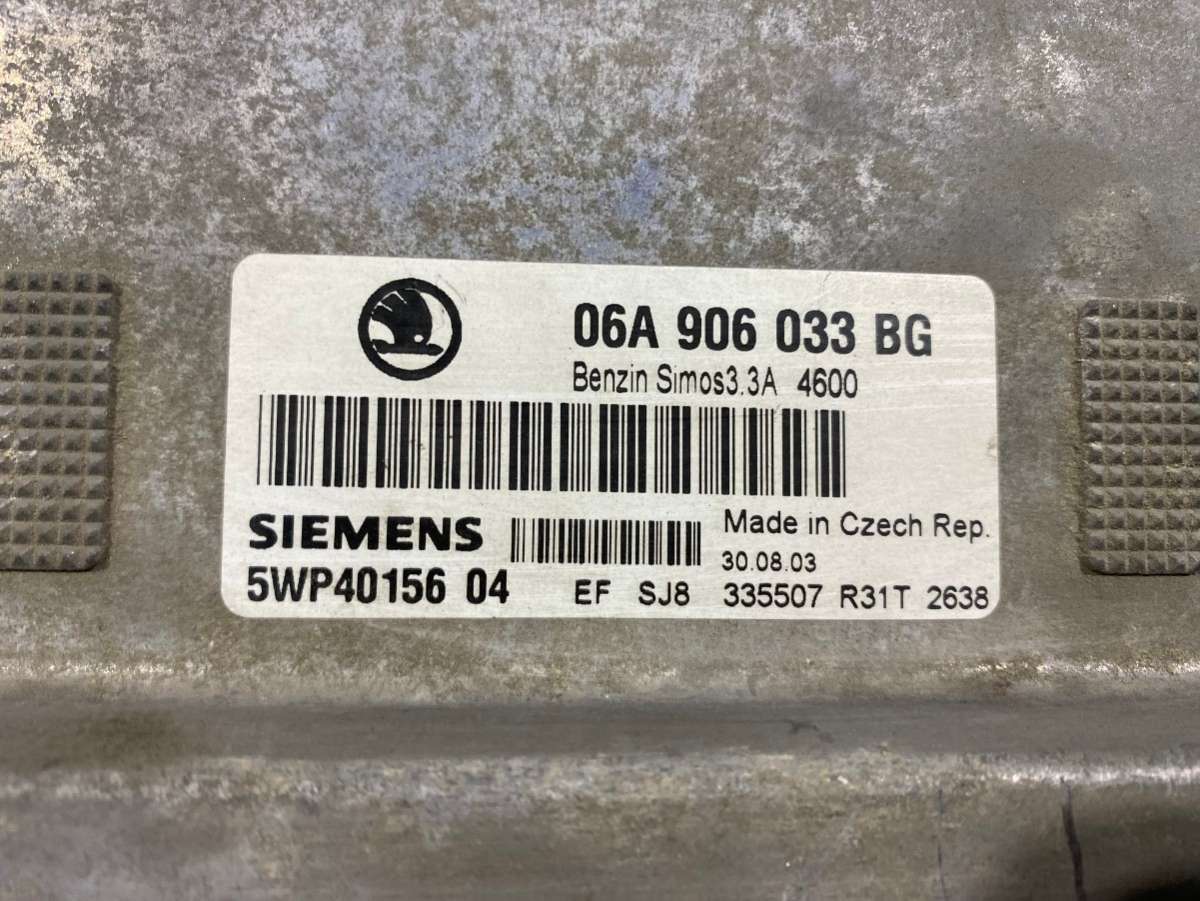 06A 906 033 BG
Benzin Simos3.3A 4600
SIEMENS
Made in Czech Rep.
30.08.03
5WP40156 04 EF SJ8 335507 R31T 2638